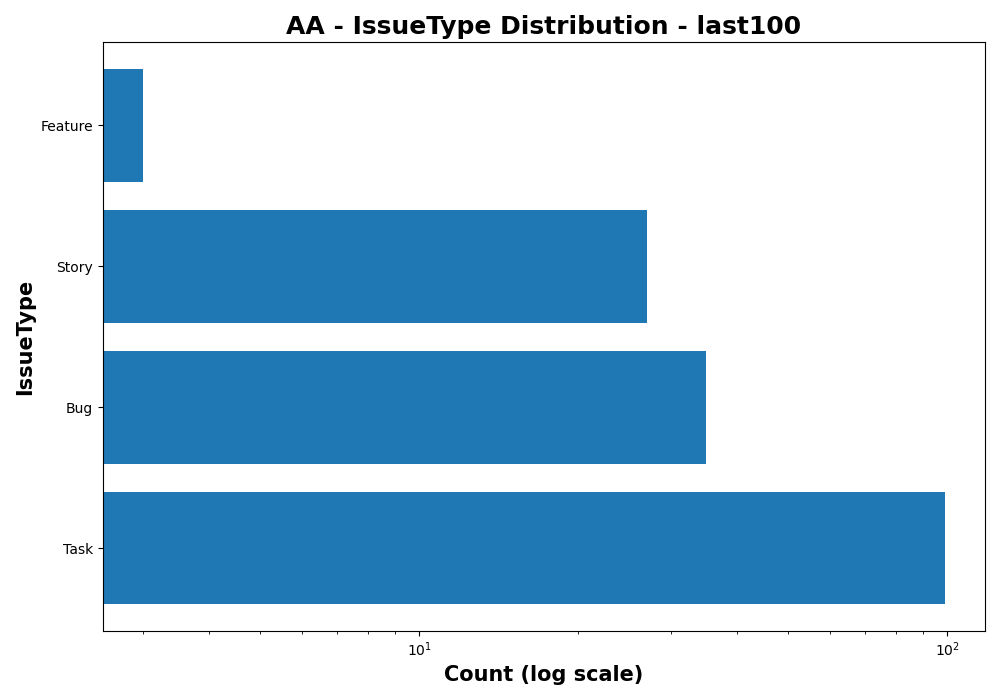 AA - IssueType Distribution - last100
IssueType
Feature
Story
Bug
Task
10¹
10²
Count (log scale)